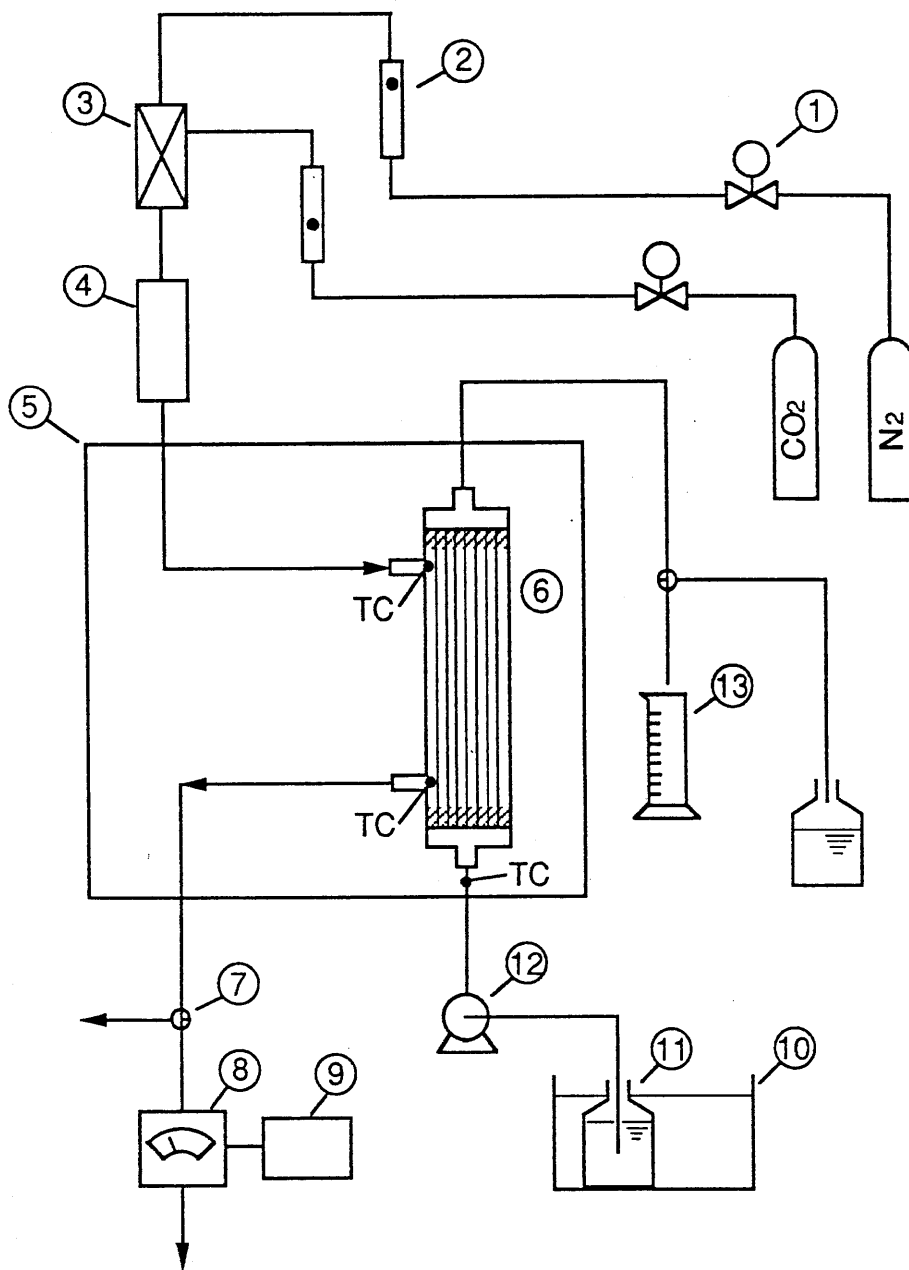 ②
③
①
④
⑤
CO₂
N₂
TC
⑥
⑬
TC
TC
⑫
⑦
⑪
⑩
⑧
⑨